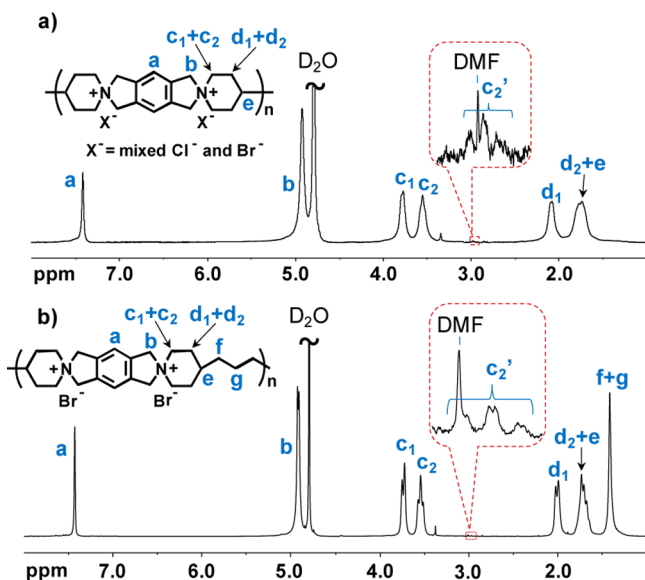 a)
c₁+c₂ d₁+d₂
a b
N⁺ N⁺
e
n
X⁻ X⁻
X⁻ = mixed Cl⁻ and Br⁻
D₂O
DMF
c₂'
a
b
c₁
c₂
d₁
d₂+e
ppm 7.0 6.0 5.0 4.0 3.0 2.0
b)
c₁+c₂ d₁+d₂
a b f
N⁺ N⁺
e g
n
Br⁻ Br⁻
D₂O
DMF
c₂'
f+g
a
b
c₁
c₂
d₁
d₂+e
ppm 7.0 6.0 5.0 4.0 3.0 2.0